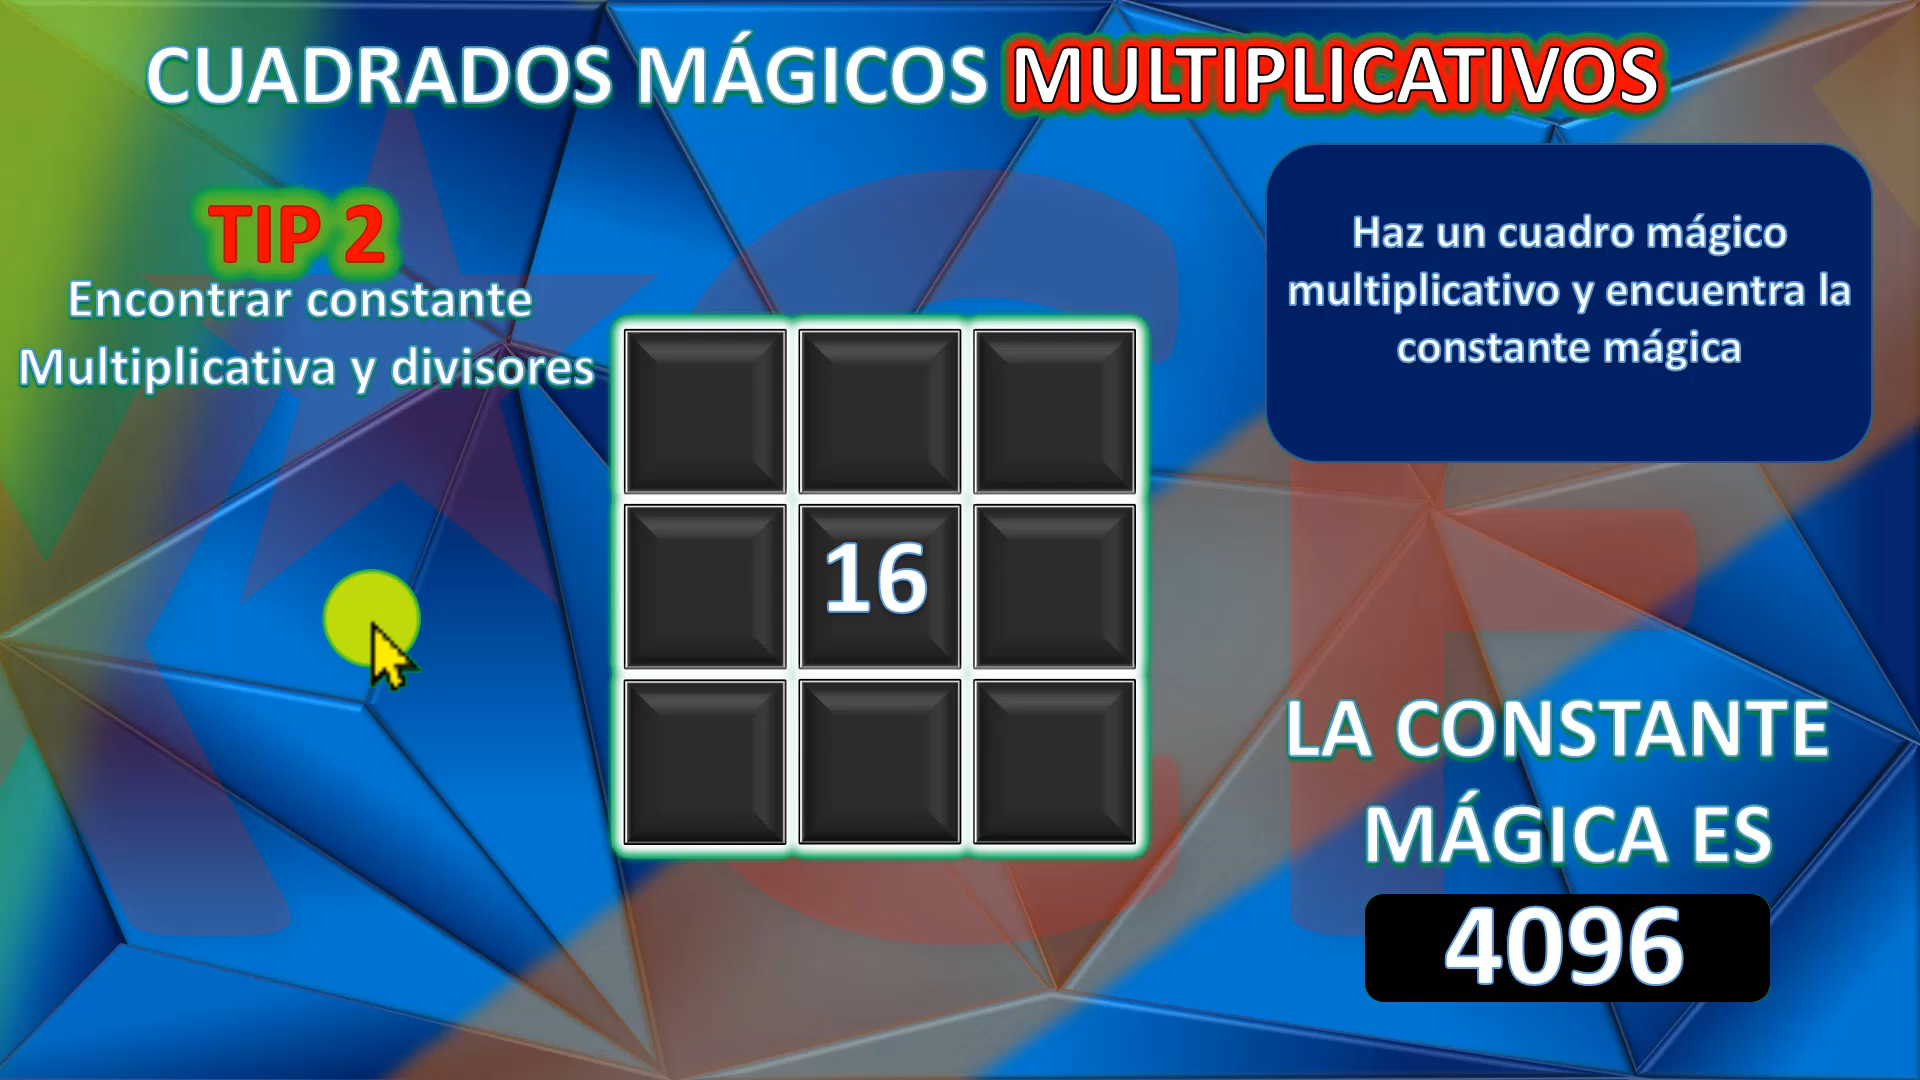 CUADRADOS MÁGICOS MULTIPLICATIVOS
TIP 2
Encontrar constante
Multiplicativa y divisores
Haz un cuadro mágico
multiplicativo y encuentra la
constante mágica
16
LA CONSTANTE
MÁGICA ES
4096